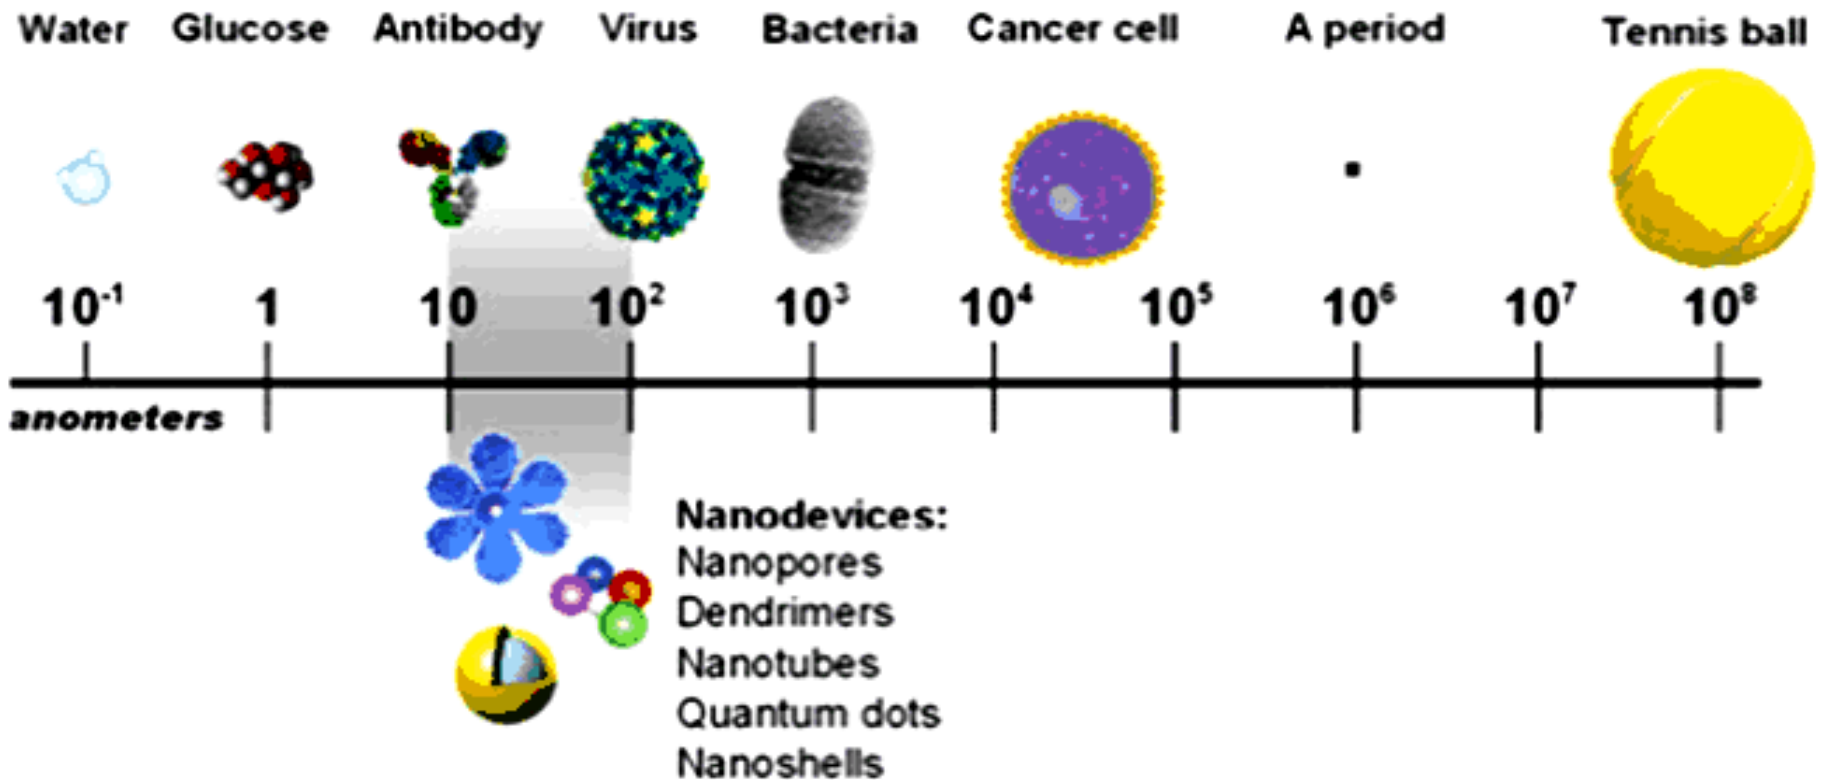 Water Glucose Antibody Virus Bacteria Cancer cell A period Tennis ball
10⁻¹ 1 10 10² 10³ 10⁴ 10⁵ 10⁶ 10⁷ 10⁸
anometers
Nanodevices:
Nanopores
Dendrimers
Nanotubes
Quantum dots
Nanoshells